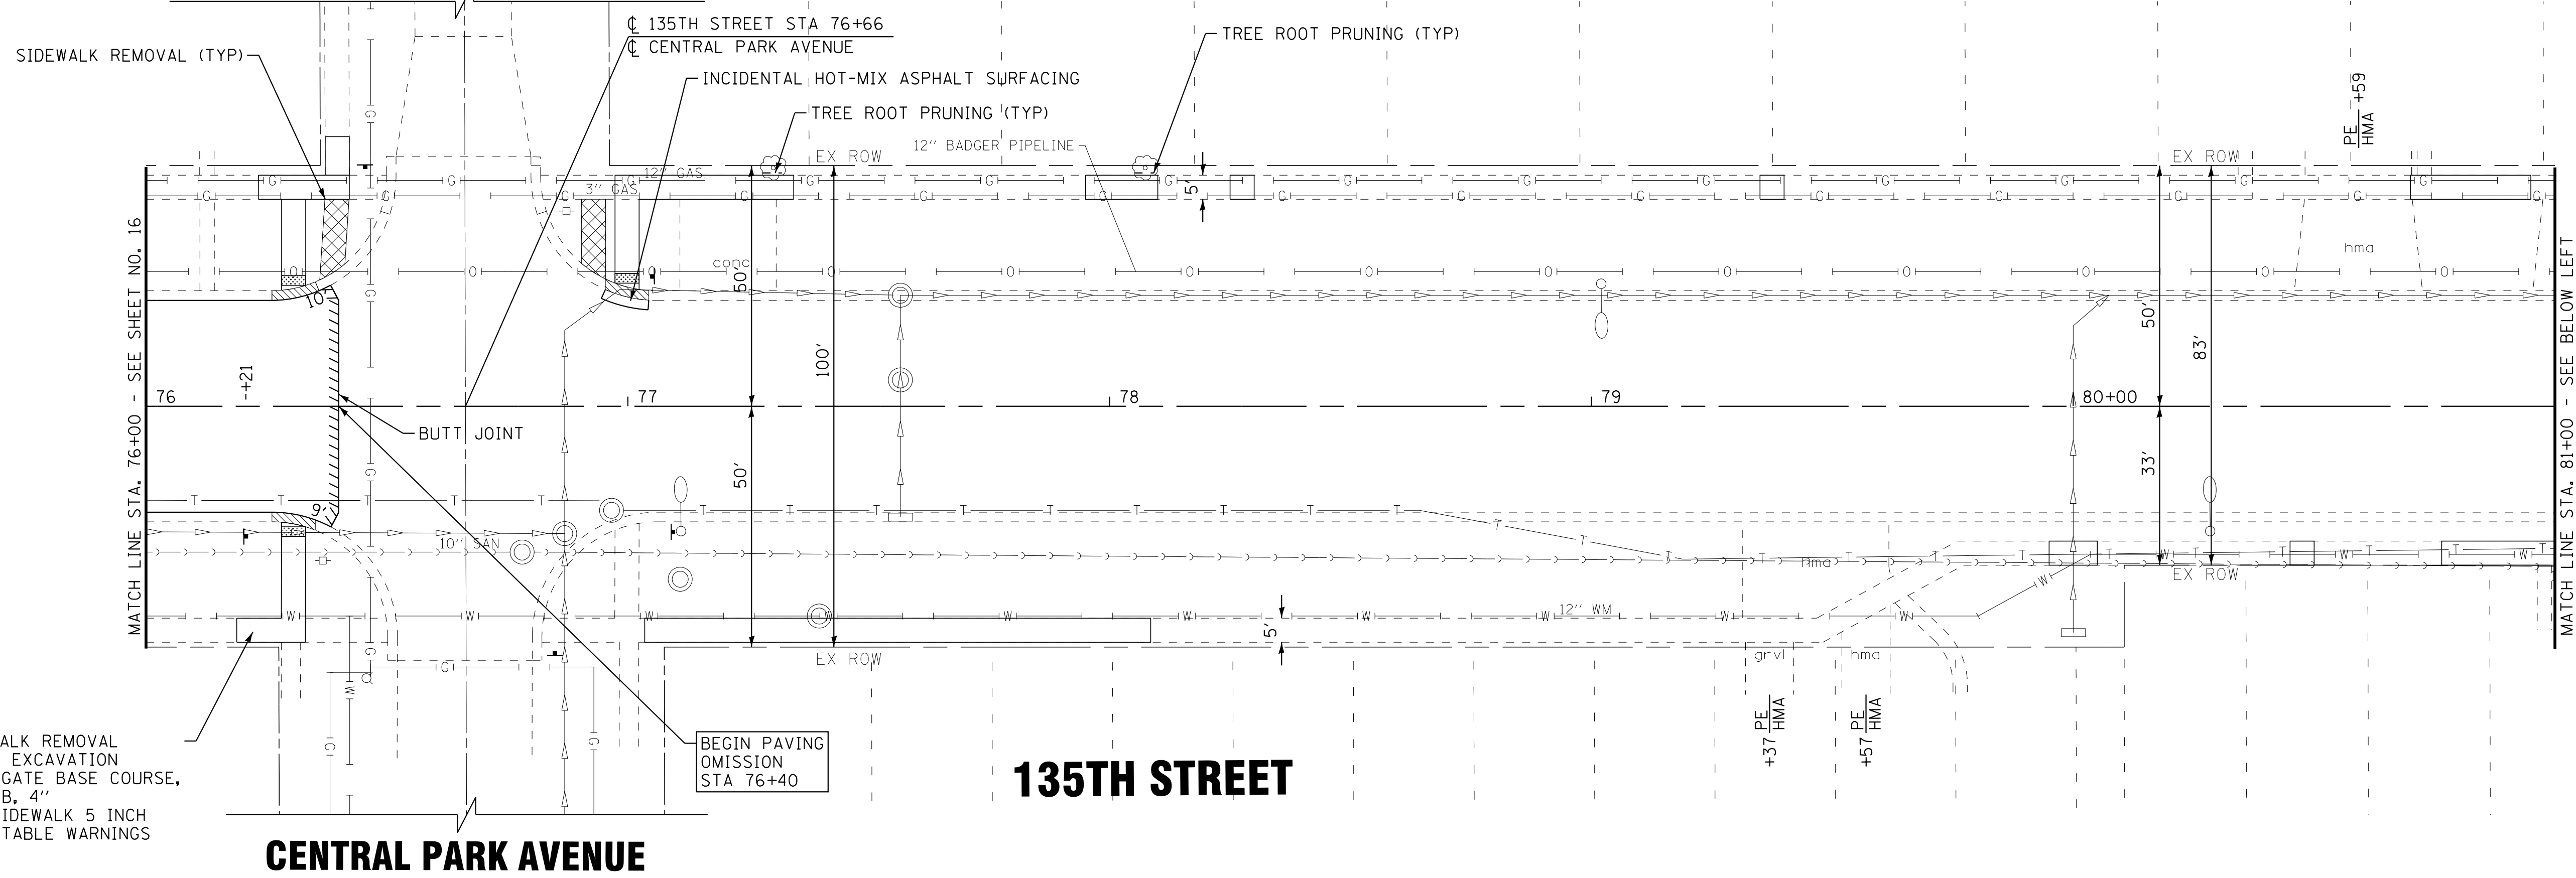 ℄ 135TH STREET STA 76+66
℄ CENTRAL PARK AVENUE
SIDEWALK REMOVAL (TYP)
TREE ROOT PRUNING (TYP)
INCIDENTAL HOT-MIX ASPHALT SURFACING
TREE ROOT PRUNING (TYP)
12'' BADGER PIPELINE
EX ROW
EX ROW
PE
HMA
+59
12'' GAS
3'' GAS
5'
conc
hma
10'
50'
50'
100'
83'
MATCH LINE STA. 76+00 - SEE SHEET NO. 16
+21
76
77
78
79
80+00
BUTT JOINT
50'
33'
9'
10'' SAN
hma
12'' WM
5'
EX ROW
EX ROW
grvl
hma
MATCH LINE STA. 81+00 - SEE BELOW LEFT
+37 PE
HMA
+57 PE
HMA
ALK REMOVAL
EXCAVATION
GATE BASE COURSE,
B, 4''
IDEWALK 5 INCH
TABLE WARNINGS
BEGIN PAVING
OMISSION
STA 76+40
135TH STREET
CENTRAL PARK AVENUE